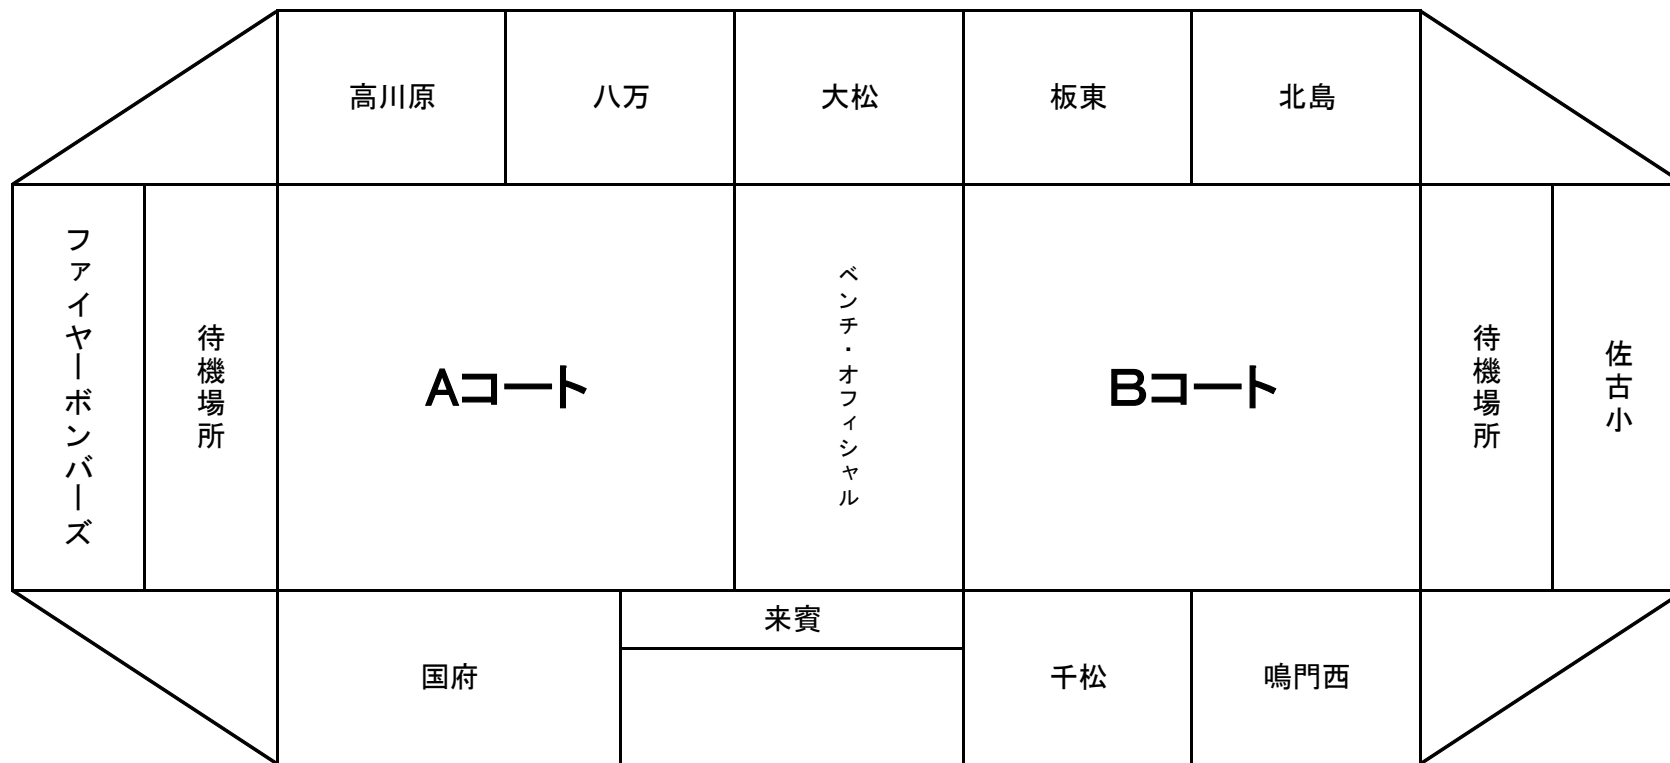 高川原
八万
大松
板東
北島
ファイヤーボンバーズ
待機場所
Aコート
ベンチ・オフィシャル
Bコート
待機場所
佐古小
国府
来賓
千松
鳴門西